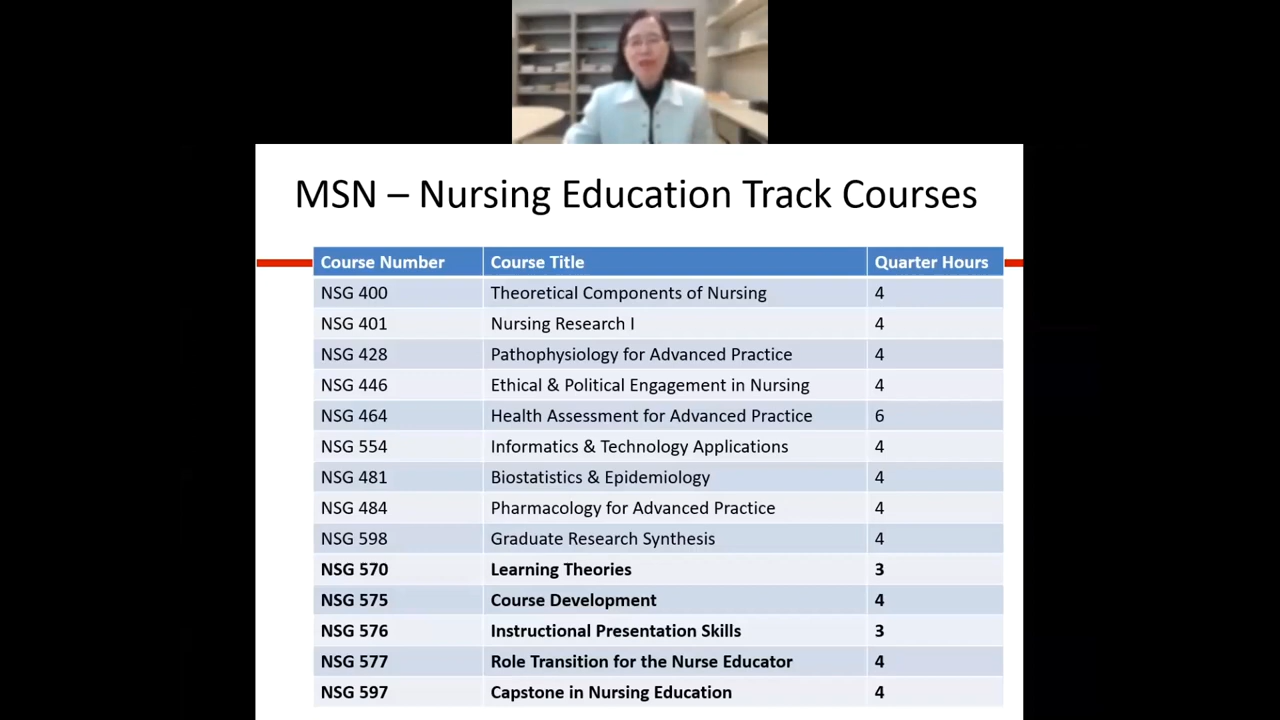 MSN – Nursing Education Track Courses
Course Number Course Title Quarter Hours
NSG 400 Theoretical Components of Nursing 4
NSG 401 Nursing Research I 4
NSG 428 Pathophysiology for Advanced Practice 4
NSG 446 Ethical & Political Engagement in Nursing 4
NSG 464 Health Assessment for Advanced Practice 6
NSG 554 Informatics & Technology Applications 4
NSG 481 Biostatistics & Epidemiology 4
NSG 484 Pharmacology for Advanced Practice 4
NSG 598 Graduate Research Synthesis 4
NSG 570 Learning Theories 3
NSG 575 Course Development 4
NSG 576 Instructional Presentation Skills 3
NSG 577 Role Transition for the Nurse Educator 4
NSG 597 Capstone in Nursing Education 4